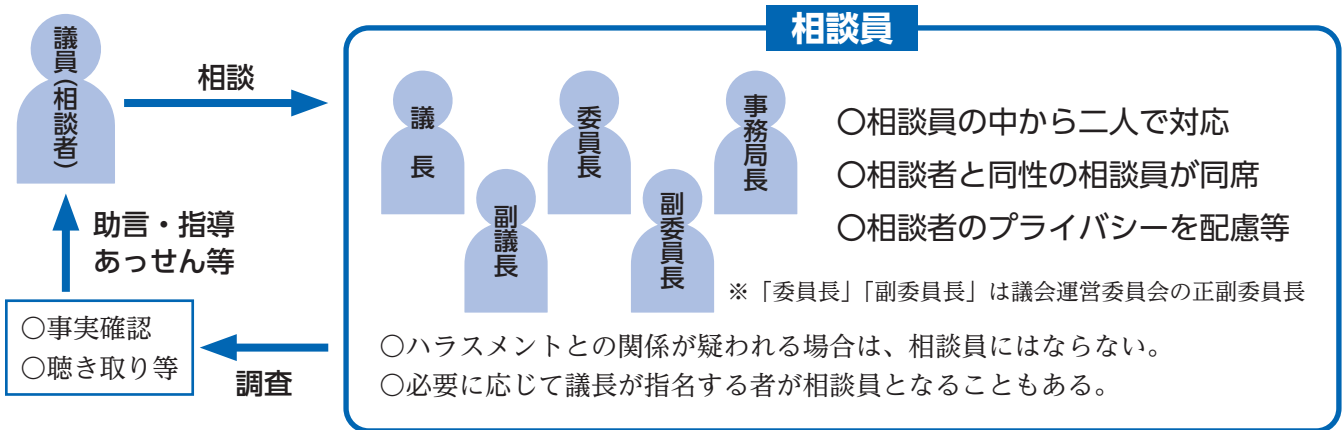 相談員
議員（相談者）
相談
議長
副議長
委員長
副委員長
事務局長
〇相談員の中から二人で対応
〇相談者と同性の相談員が同席
〇相談者のプライバシーを配慮等
※「委員長」「副委員長」は議会運営委員会の正副委員長
〇ハラスメントとの関係が疑われる場合は、相談員にはならない。
〇必要に応じて議長が指名する者が相談員となることもある。
調査
〇事実確認
〇聴き取り等
助言・指導
あっせん等